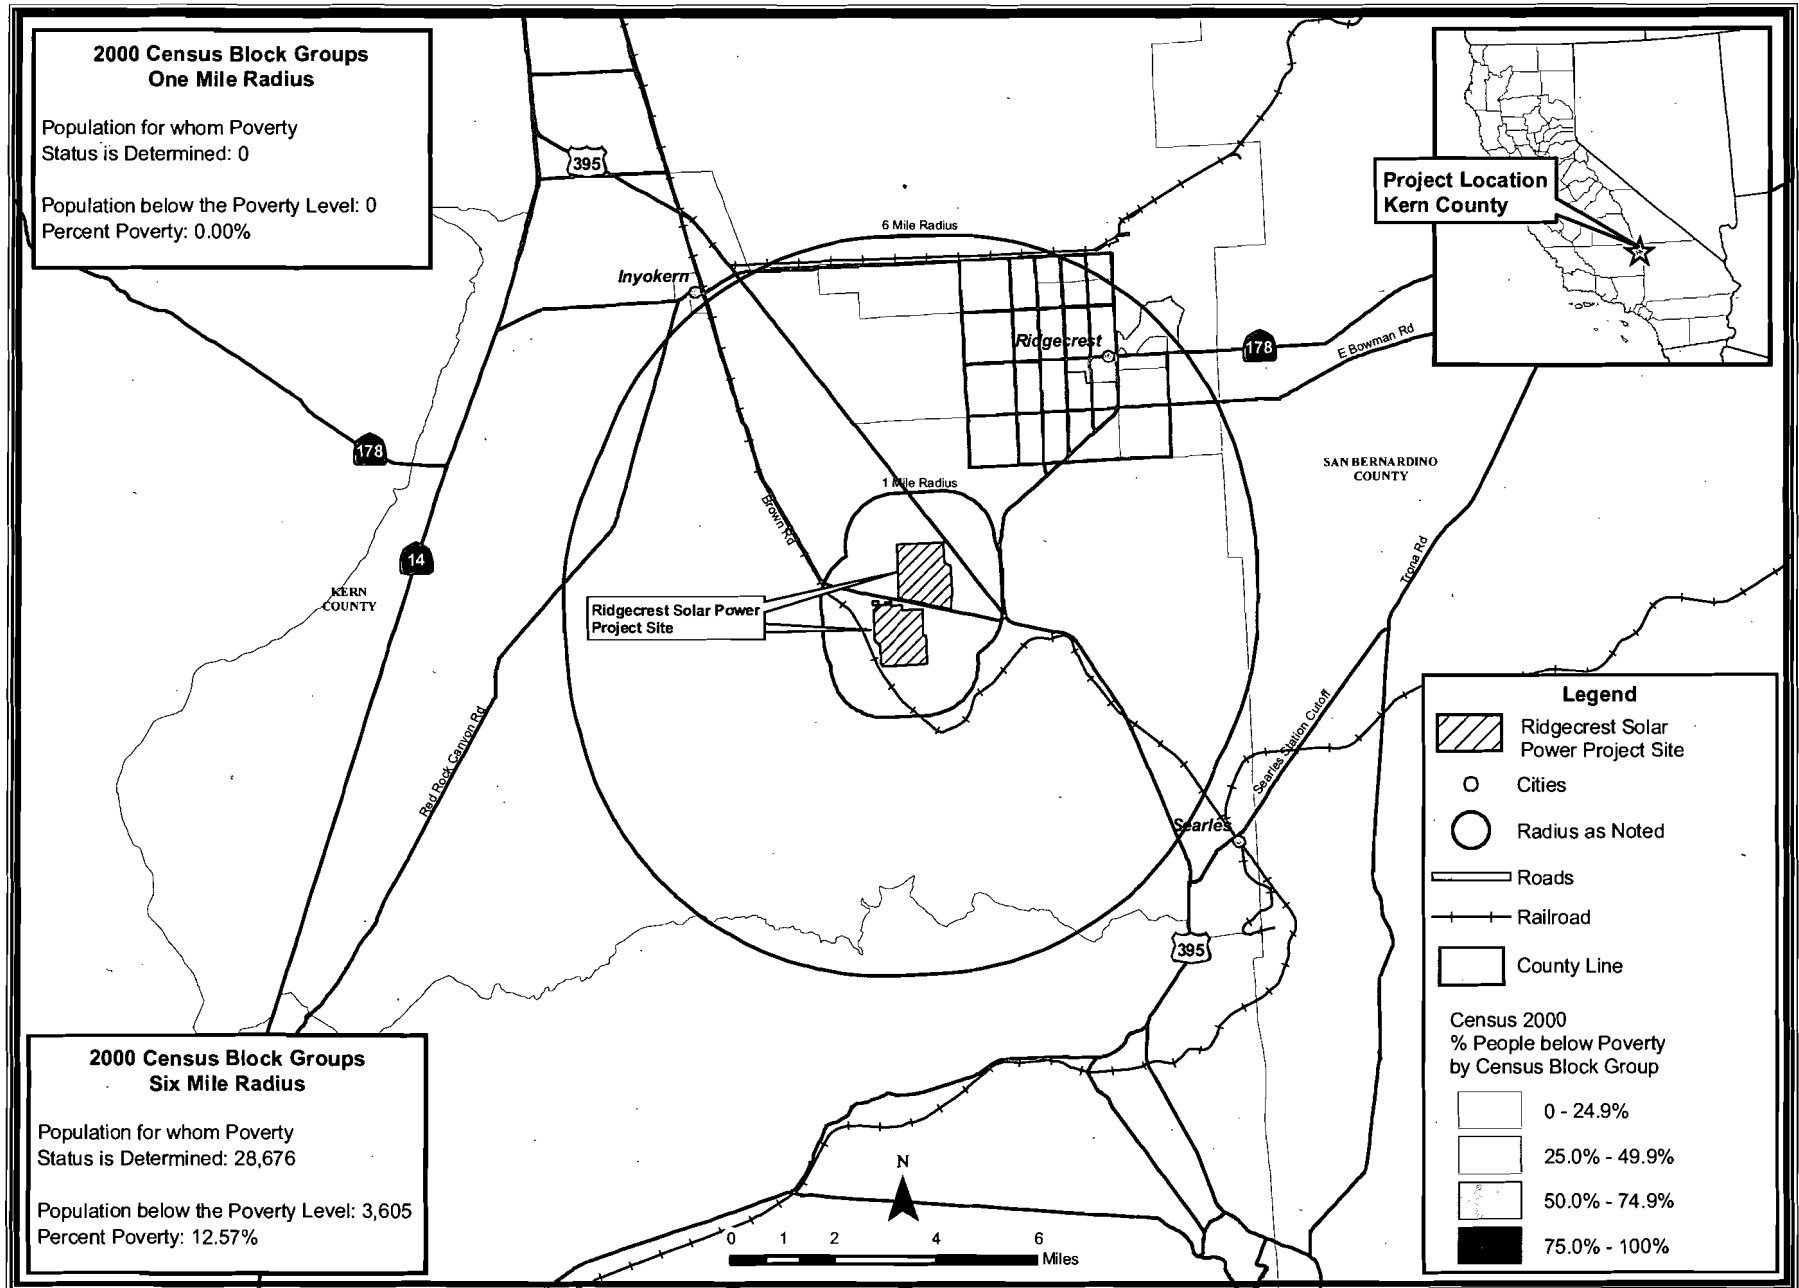 2000 Census Block Groups
One Mile Radius
Population for whom Poverty
Status is Determined: 0
Population below the Poverty Level: 0
Percent Poverty: 0.00%
395
6 Mile Radius
Inyokern
Ridgecrest
178
E Bowman Rd
Project Location
Kern County
178
SAN BERNARDINO
COUNTY
1 Mile Radius
Brown Rd
14
KERN
COUNTY
Trona Rd
Ridgecrest Solar Power
Project Site
Red Rock Canyon Rd
Searles Station Cutoff
Searles
395
Legend
Ridgecrest Solar
Power Project Site
Cities
Radius as Noted
Roads
Railroad
County Line
Census 2000
% People below Poverty
by Census Block Group
0 - 24.9%
25.0% - 49.9%
50.0% - 74.9%
75.0% - 100%
2000 Census Block Groups
Six Mile Radius
Population for whom Poverty
Status is Determined: 28,676
Population below the Poverty Level: 3,605
Percent Poverty: 12.57%
N
0 1 2 4 6
Miles